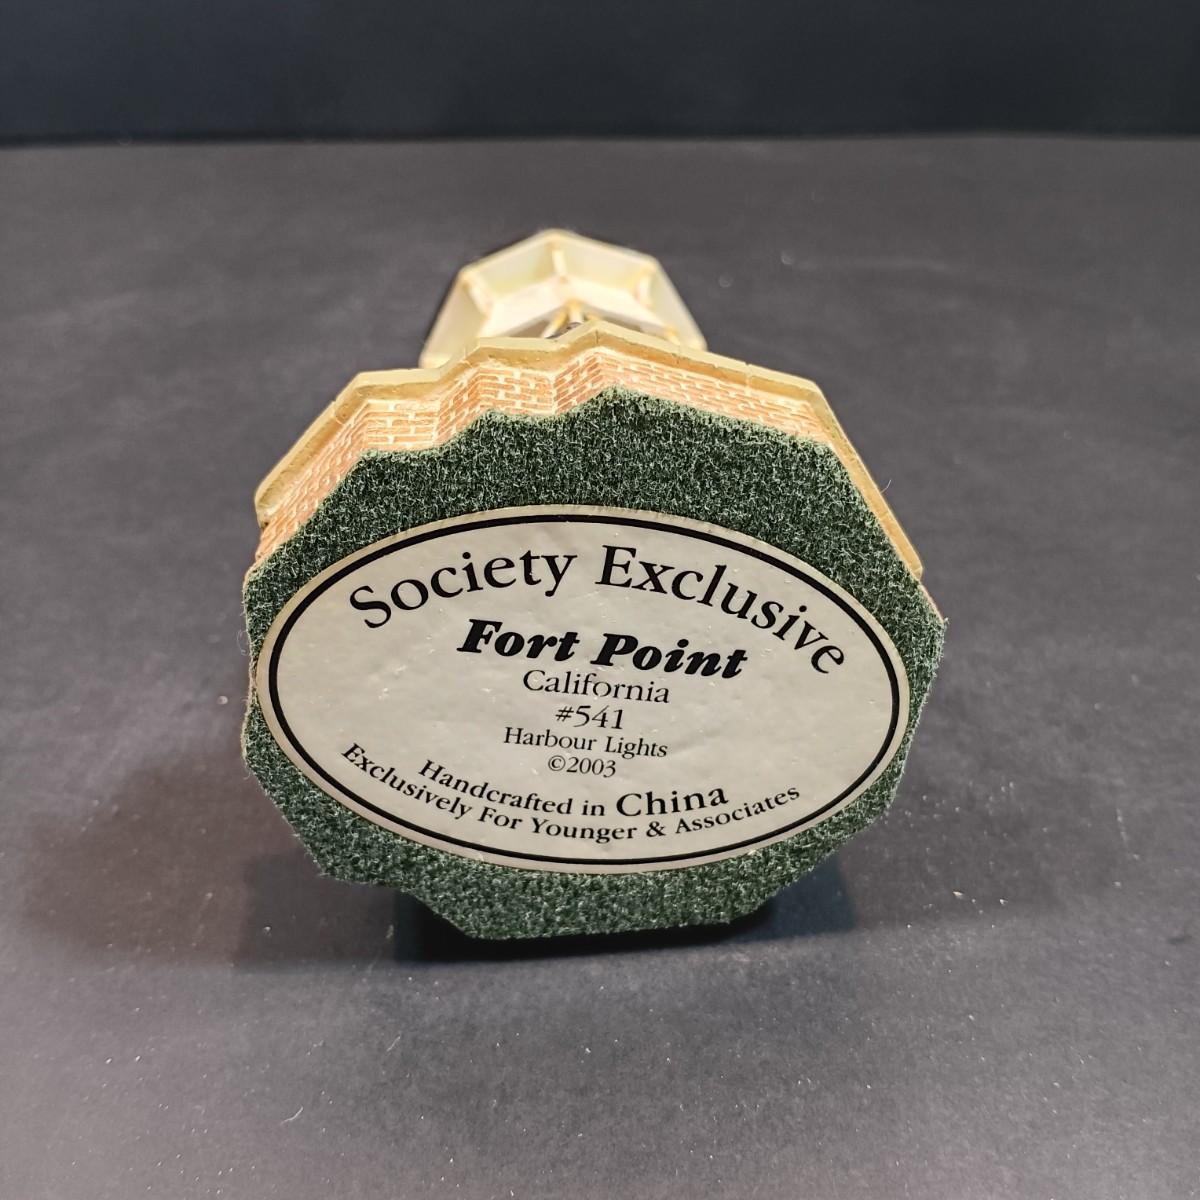 Society Exclusive
Fort Point
California
#541
Harbour Lights
©2003
Handcrafted in China
Exclusively For Younger & Associates